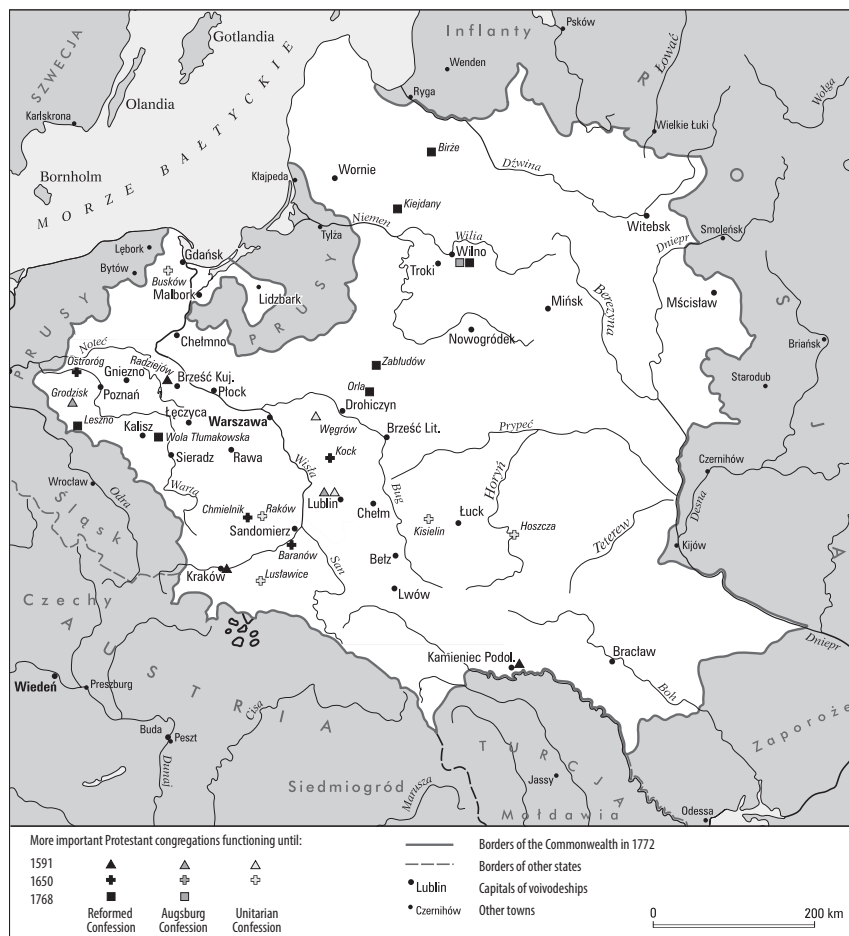 Gotlandia
Inflanty
Psków
Łować
R
SZWECJA
Wenden
Wołga
Olandia
Ryga
Karlskrona
Wielkie Łuki
Birże
O
Bornholm
Kłajpeda
Wornie
Dźwina
MORZE BAŁTYCKIE
Kiejdany
Witebsk
Niemen
Wilia
Dniepr
Smoleńsk
Lębork
Tylża
Gdańsk
Wilno
Bytów
Troki
Busków
S
Malbork
Lidzbark
Mińsk
Berezyna
Mścisław
PRUSY
PRUSY
Chełmno
Nowogródek
Briańsk
Noteć
Ostroróg
Radziejów
Zabłudów
Gniezno
Brześć Kuj.
Starodub
Grodzisk
Poznań
Płock
Orla
Drohiczyn
J
Leszno
Łęczyca
Warszawa
Węgrów
Brześć Lit.
Prypeć
Kalisz
Wola Tłumakowska
Kock
Sieradz
Rawa
Wisła
Czernihów
Wrocław
Horyń
Odra
Warta
Bug
Desna
Śląsk
Chmielnik
Raków
Lublin
Chełm
Łuck
Kisielin
Hoszcza
Sandomierz
Teterew
Kijów
Baranów
San
Bełz
A
Kraków
Lusławice
Lwów
Czechy
AUSTRIA
Dniepr
Kamieniec Podol.
Bracław
Wiedeń
Preszburg
Boh
Cisa
Zaporoże
Buda
Peszt
TURCJA
Dunaj
Siedmiogród
Marusza
Jassy
Mołdawia
Odessa
More important Protestant congregations functioning until:
Borders of the Commonwealth in 1772
1591
Borders of other states
1650
Lublin
Capitals of voivodeships
1768
Czernihów
Other towns
Reformed
Confession
Augsburg
Confession
Unitarian
Confession
0
200 km